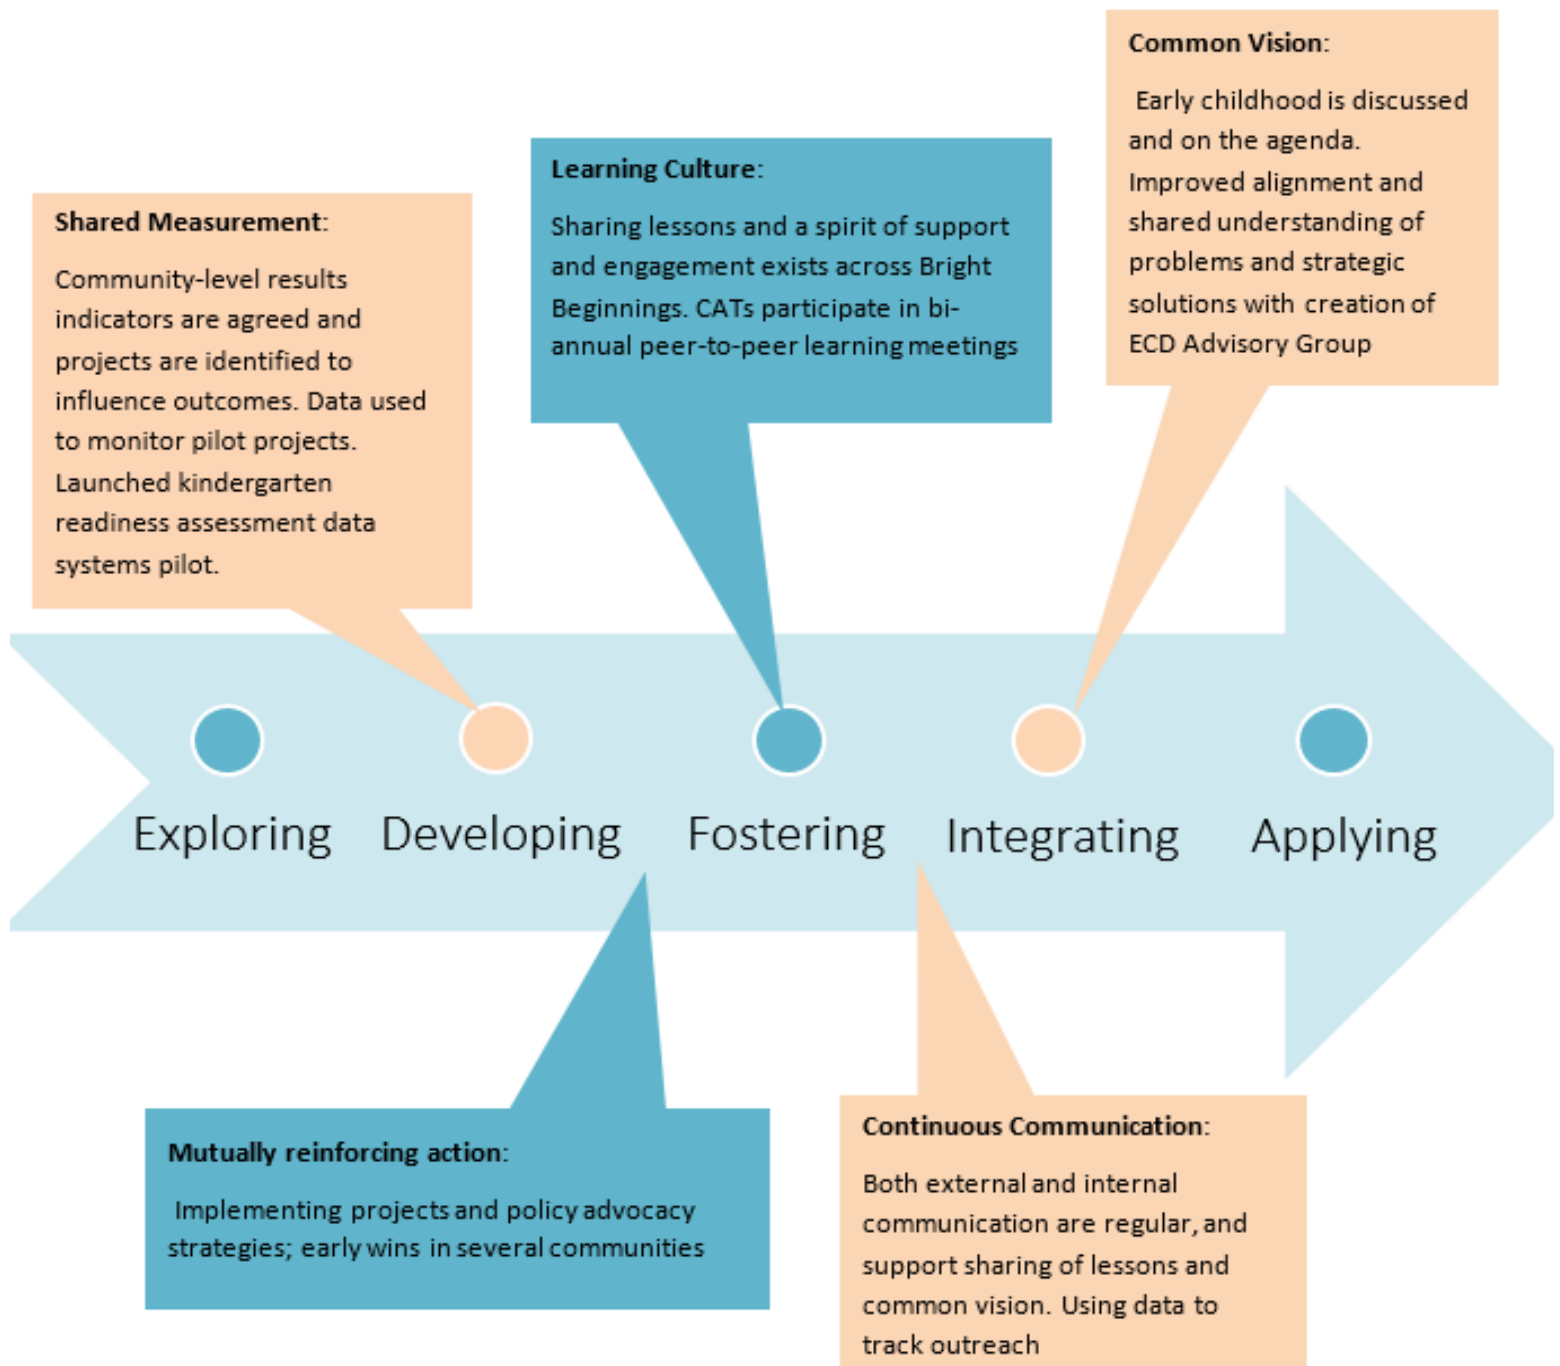 Common Vision:
Early childhood is discussed
and on the agenda.
Improved alignment and
shared understanding of
problems and strategic
solutions with creation of
ECD Advisory Group
Learning Culture:
Sharing lessons and a spirit of support
and engagement exists across Bright
Beginnings. CATs participate in bi-
annual peer-to-peer learning meetings
Shared Measurement:
Community-level results
indicators are agreed and
projects are identified to
influence outcomes. Data used
to monitor pilot projects.
Launched kindergarten
readiness assessment data
systems pilot.
Exploring
Developing
Fostering
Integrating
Applying
Mutually reinforcing action:
Implementing projects and policy advocacy
strategies; early wins in several communities
Continuous Communication:
Both external and internal
communication are regular, and
support sharing of lessons and
common vision. Using data to
track outreach